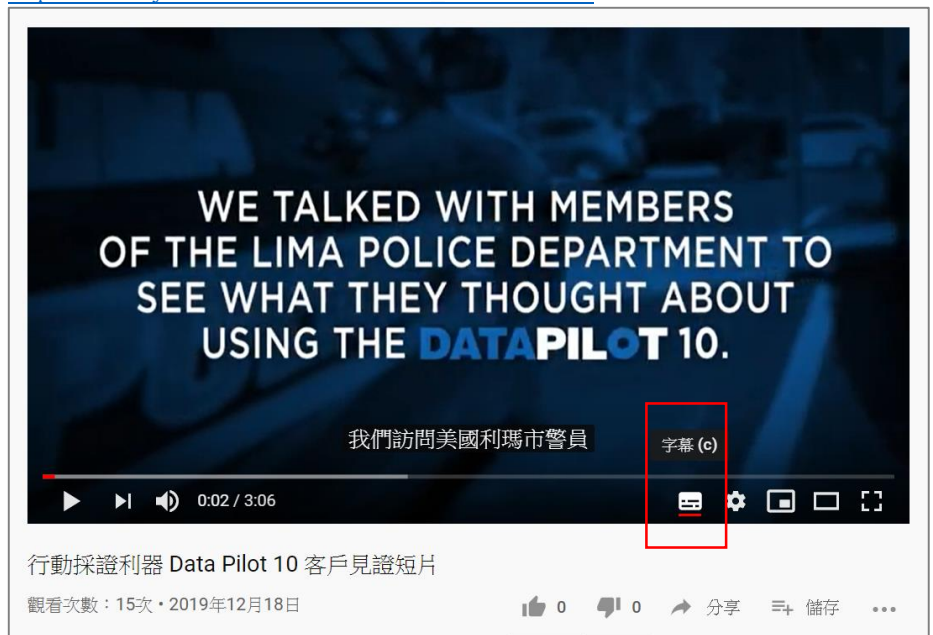 WE TALKED WITH MEMBERS
OF THE LIMA POLICE DEPARTMENT TO
SEE WHAT THEY THOUGHT ABOUT
USING THE DATAPILOT 10.
我們訪問美國利瑪市警員
字幕 (c)
0:02 / 3:06
行動採證利器 Data Pilot 10 客戶見證短片
觀看次數：15次 • 2019年12月18日
0 0 分享 儲存